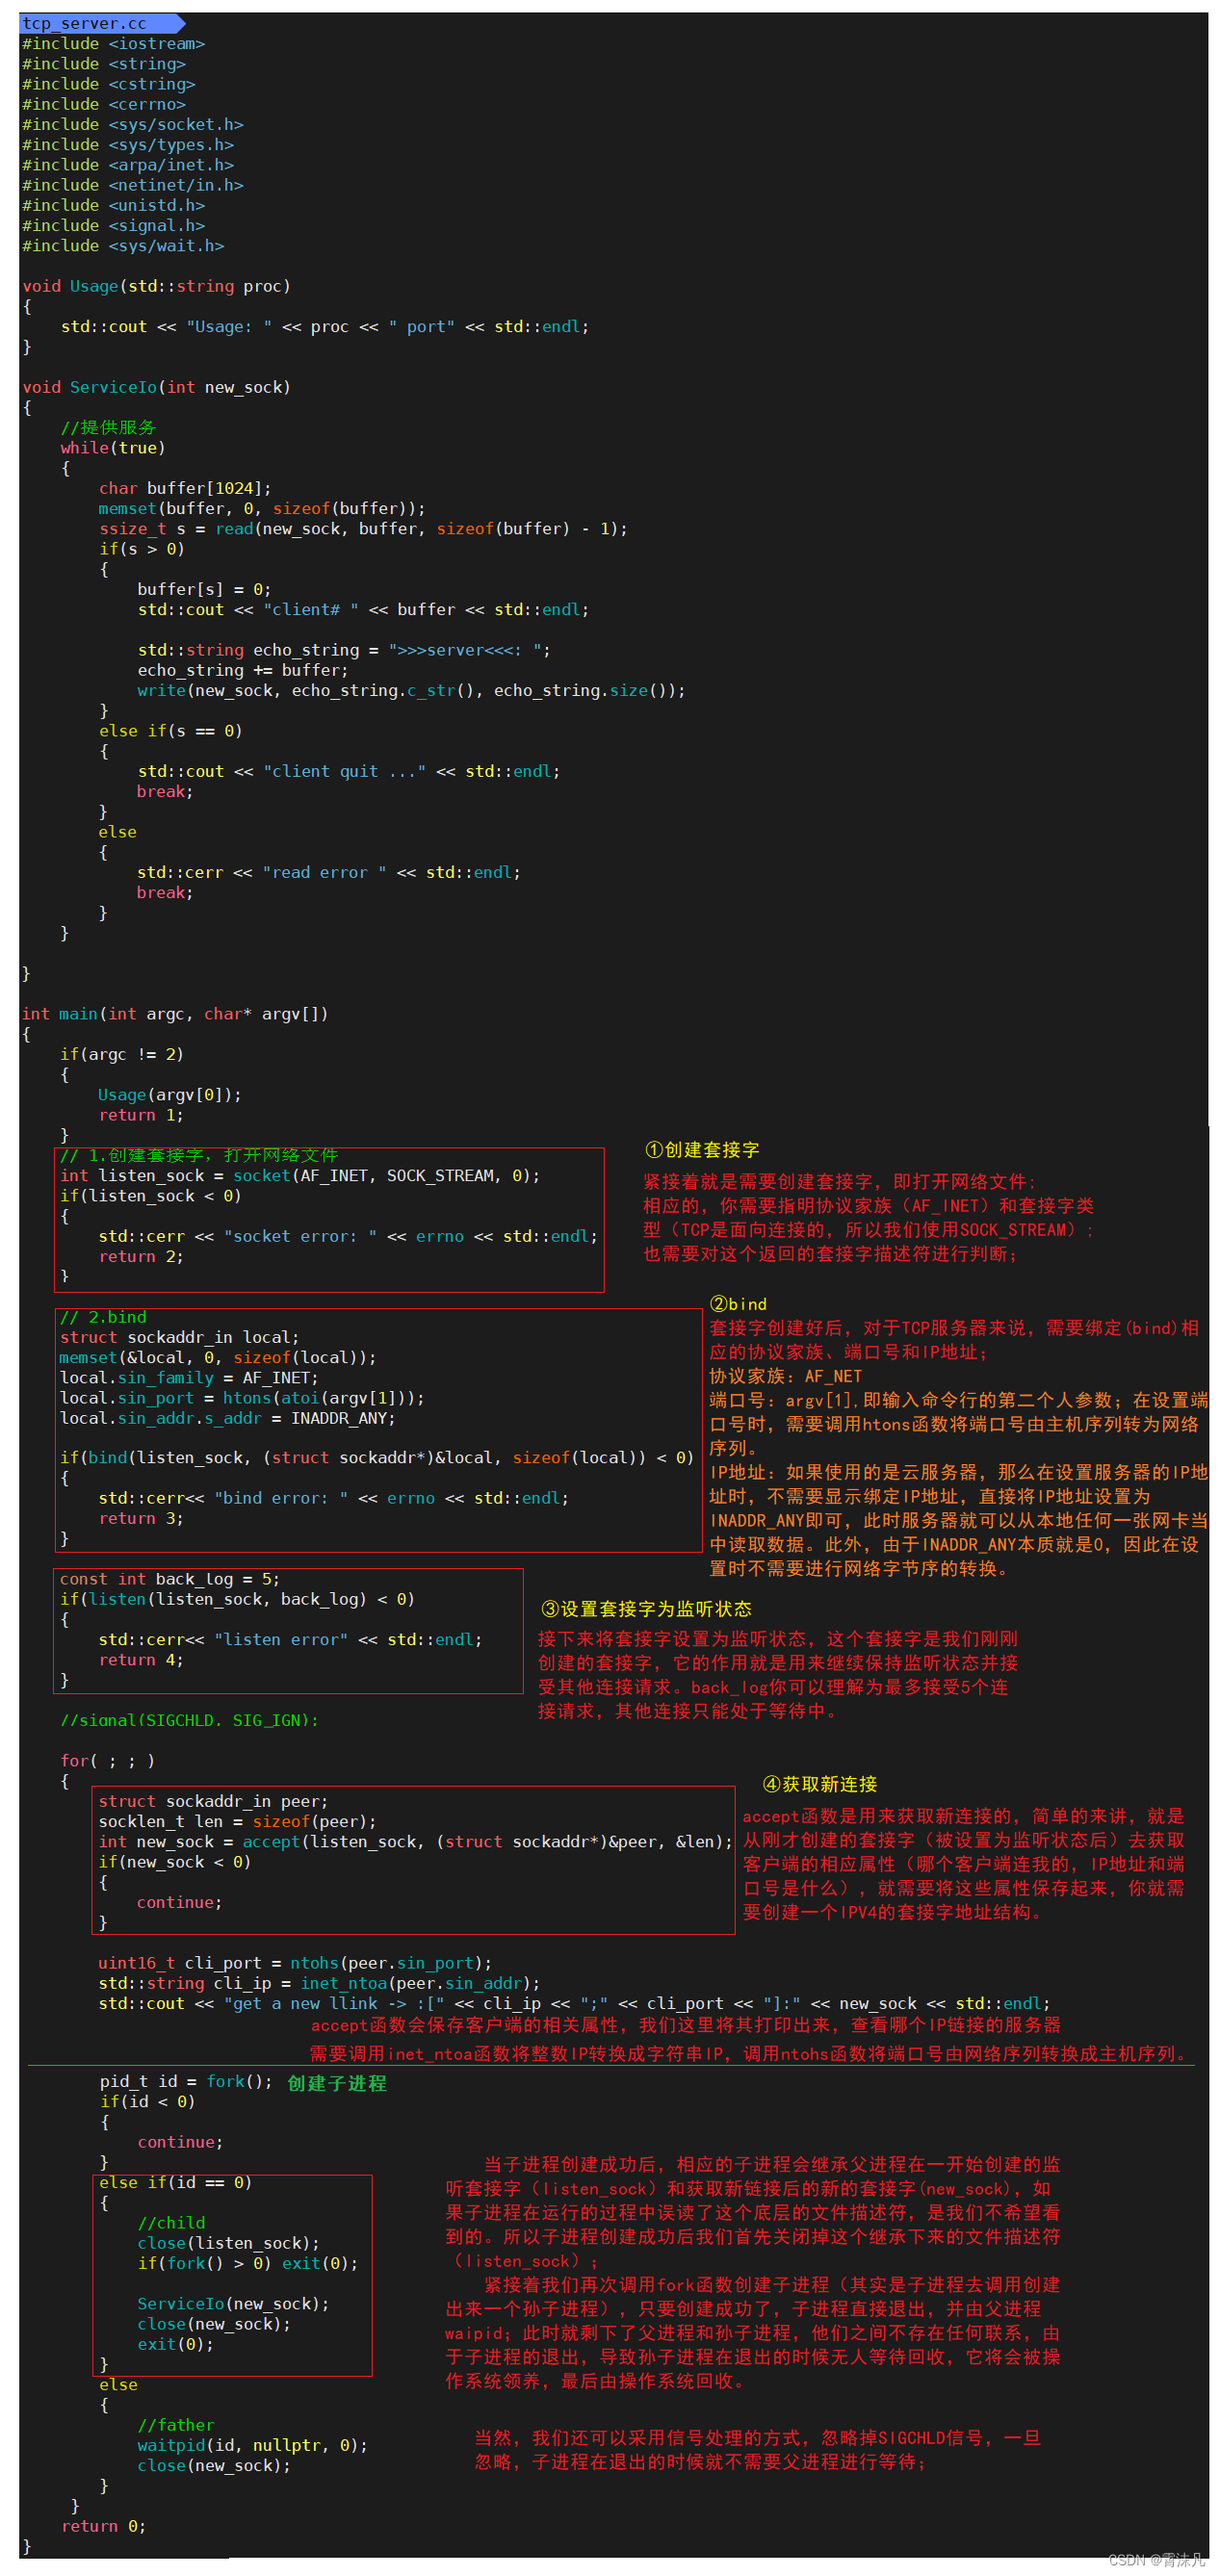 tcp_server.cc
#include <iostream>
#include <string>
#include <cstring>
#include <cerrno>
#include <sys/socket.h>
#include <sys/types.h>
#include <arpa/inet.h>
#include <netinet/in.h>
#include <unistd.h>
#include <signal.h>
#include <sys/wait.h>

void Usage(std::string proc)
{
    std::cout << "Usage: " << proc << " port" << std::endl;
}

void ServiceIo(int new_sock)
{
    //提供服务
    while(true)
    {
        char buffer[1024];
        memset(buffer, 0, sizeof(buffer));
        ssize_t s = read(new_sock, buffer, sizeof(buffer) - 1);
        if(s > 0)
        {
            buffer[s] = 0;
            std::cout << "client# " << buffer << std::endl;

            std::string echo_string = ">>>server<<<: ";
            echo_string += buffer;
            write(new_sock, echo_string.c_str(), echo_string.size());
        }
        else if(s == 0)
        {
            std::cout << "client quit ..." << std::endl;
            break;
        }
        else
        {
            std::cerr << "read error " << std::endl;
            break;
        }
    }

}

int main(int argc, char* argv[])
{
    if(argc != 2)
    {
        Usage(argv[0]);
        return 1;
    }
    // 1.创建套接字，打开网络文件
    int listen_sock = socket(AF_INET, SOCK_STREAM, 0);
    if(listen_sock < 0)
    {
        std::cerr << "socket error: " << errno << std::endl;
        return 2;
    }
①创建套接字
紧接着就是需要创建套接字，即打开网络文件；
相应的，你需要指明协议家族（AF_INET）和套接字类
型（TCP是面向连接的，所以我们使用SOCK_STREAM）；
也需要对这个返回的套接字描述符进行判断；

    // 2.bind
    struct sockaddr_in local;
    memset(&local, 0, sizeof(local));
    local.sin_family = AF_INET;
    local.sin_port = htons(atoi(argv[1]));
    local.sin_addr.s_addr = INADDR_ANY;

    if(bind(listen_sock, (struct sockaddr*)&local, sizeof(local)) < 0)
    {
        std::cerr<< "bind error: " << errno << std::endl;
        return 3;
    }
②bind
套接字创建好后，对于TCP服务器来说，需要绑定(bind)相
应的协议家族、端口号和IP地址；
协议家族：AF_NET
端口号：argv[1],即输入命令行的第二个人参数；在设置端
口号时，需要调用htons函数将端口号由主机序列转为网络
序列。
IP地址：如果使用的是云服务器，那么在设置服务器的IP地
址时，不需要显示绑定IP地址，直接将IP地址设置为
INADDR_ANY即可，此时服务器就可以从本地任何一张网卡当
中读取数据。此外，由于INADDR_ANY本质就是0，因此在设
置时不需要进行网络字节序的转换。

    const int back_log = 5;
    if(listen(listen_sock, back_log) < 0)
    {
        std::cerr<< "listen error" << std::endl;
        return 4;
    }
③设置套接字为监听状态
接下来将套接字设置为监听状态，这个套接字是我们刚刚
创建的套接字，它的作用就是用来继续保持监听状态并接
受其他连接请求。back_log你可以理解为最多接受5个连
接请求，其他连接只能处于等待中。

    //signal(SIGCHLD, SIG_IGN);

    for( ; ; )
    {
        struct sockaddr_in peer;
        socklen_t len = sizeof(peer);
        int new_sock = accept(listen_sock, (struct sockaddr*)&peer, &len);
        if(new_sock < 0)
        {
            continue;
        }
④获取新连接
accept函数是用来获取新连接的，简单的来讲，就是
从刚才创建的套接字（被设置为监听状态后）去获取
客户端的相应属性（哪个客户端连我的，IP地址和端
口号是什么），就需要将这些属性保存起来，你就需
要创建一个IPV4的套接字地址结构。

        uint16_t cli_port = ntohs(peer.sin_port);
        std::string cli_ip = inet_ntoa(peer.sin_addr);
        std::cout << "get a new llink -> :[" << cli_ip << ";" << cli_port << "]:" << new_sock << std::endl;
accept函数会保存客户端的相关属性，我们这里将其打印出来，查看哪个IP链接的服务器
需要调用inet_ntoa函数将整数IP转换成字符串IP，调用ntohs函数将端口号由网络序列转换成主机序列。
        pid_t id = fork(); 创建子进程
        if(id < 0)
        {
            continue;
        }
        else if(id == 0)
        {
            //child
            close(listen_sock);
            if(fork() > 0) exit(0);

            ServiceIo(new_sock);
            close(new_sock);
            exit(0);
        }
当子进程创建成功后，相应的子进程会继承父进程在一开始创建的监
听套接字（listen_sock）和获取新链接后的新的套接字(new_sock)，如
果子进程在运行的过程中误读了这个底层的文件描述符，是我们不希望看
到的。所以子进程创建成功后我们首先关闭掉这个继承下来的文件描述符
（listen_sock）；
紧接着我们再次调用fork函数创建子进程（其实是子进程去调用创建
出来一个孙子进程），只要创建成功了，子进程直接退出，并由父进程
waipid；此时就剩下了父进程和孙子进程，他们之间不存在任何联系，由
于子进程的退出，导致孙子进程在退出的时候无人等待回收，它将会被操
作系统领养，最后由操作系统回收。
        else
        {
            //father
            waitpid(id, nullptr, 0);
            close(new_sock);
        }
     }
    return 0;
}
当然，我们还可以采用信号处理的方式，忽略掉SIGCHLD信号，一旦
忽略，子进程在退出的时候就不需要父进程进行等待；
CSDN @霄沫凡